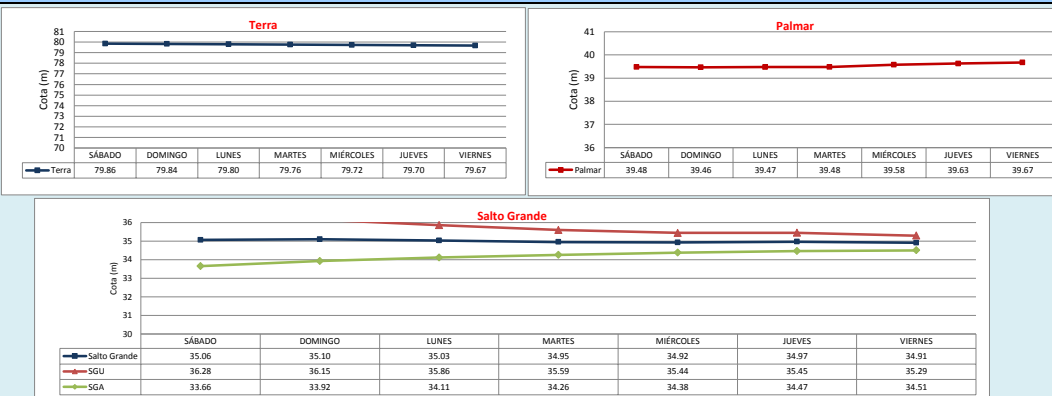 Terra
Cota (m)
81
80
79
78
77
76
75
74
73
72
71
70
SÁBADO DOMINGO LUNES MARTES MIÉRCOLES JUEVES VIERNES
Terra 79.86 79.84 79.80 79.76 79.72 79.70 79.67
Palmar
Cota (m)
41
40
39
38
37
36
SÁBADO DOMINGO LUNES MARTES MIÉRCOLES JUEVES VIERNES
Palmar 39.48 39.46 39.47 39.48 39.58 39.63 39.67
Salto Grande
Cota (m)
36
35
34
33
32
31
30
SÁBADO DOMINGO LUNES MARTES MIÉRCOLES JUEVES VIERNES
Salto Grande 35.06 35.10 35.03 34.95 34.92 34.97 34.91
SGU 36.28 36.15 35.86 35.59 35.44 35.45 35.29
SGA 33.66 33.92 34.11 34.26 34.38 34.47 34.51